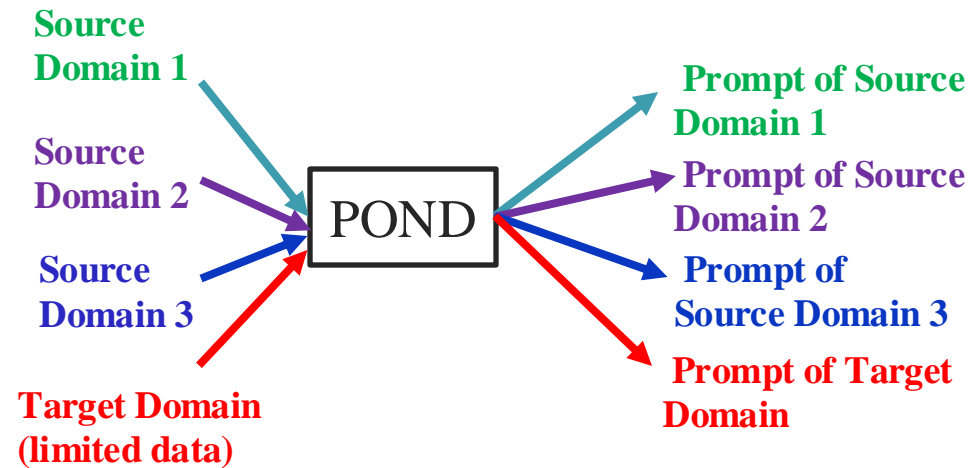 Source
Domain 1
Source
Domain 2
Source
Domain 3
Target Domain
(limited data)
POND
Prompt of Source
Domain 1
Prompt of Source
Domain 2
Prompt of
Source Domain 3
Prompt of Target
Domain